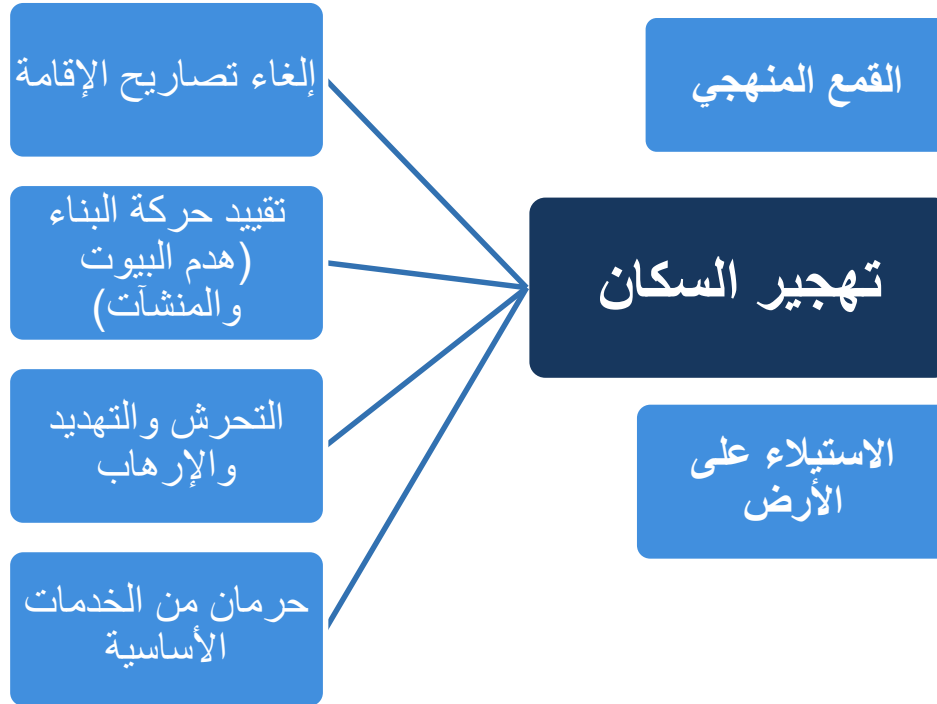 القمع المنهجي
تهجير السكان
الاستيلاء على
الأرض
إلغاء تصاريح الإقامة
تقييد حركة البناء
(هدم البيوت
والمنشآت)
التحرش والتهديد
والإرهاب
حرمان من الخدمات
الأساسية